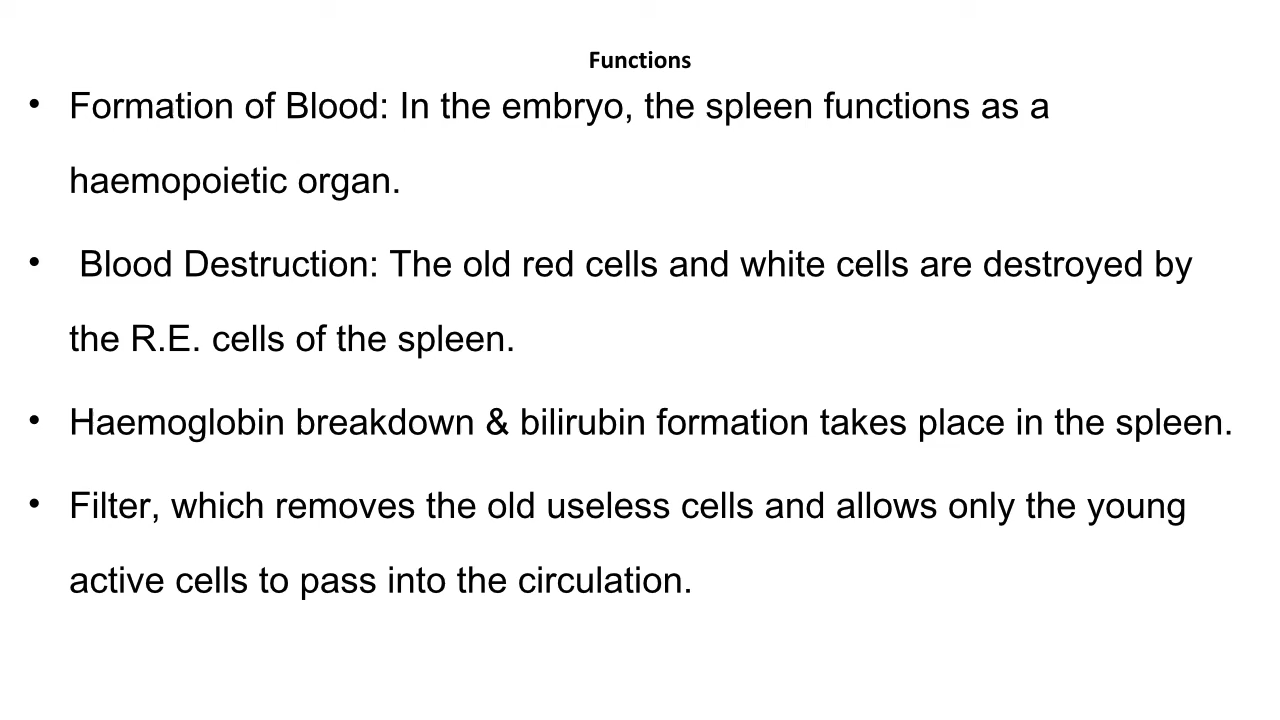 Functions
• Formation of Blood: In the embryo, the spleen functions as a
haemopoietic organ.
• Blood Destruction: The old red cells and white cells are destroyed by
the R.E. cells of the spleen.
• Haemoglobin breakdown & bilirubin formation takes place in the spleen.
• Filter, which removes the old useless cells and allows only the young
active cells to pass into the circulation.